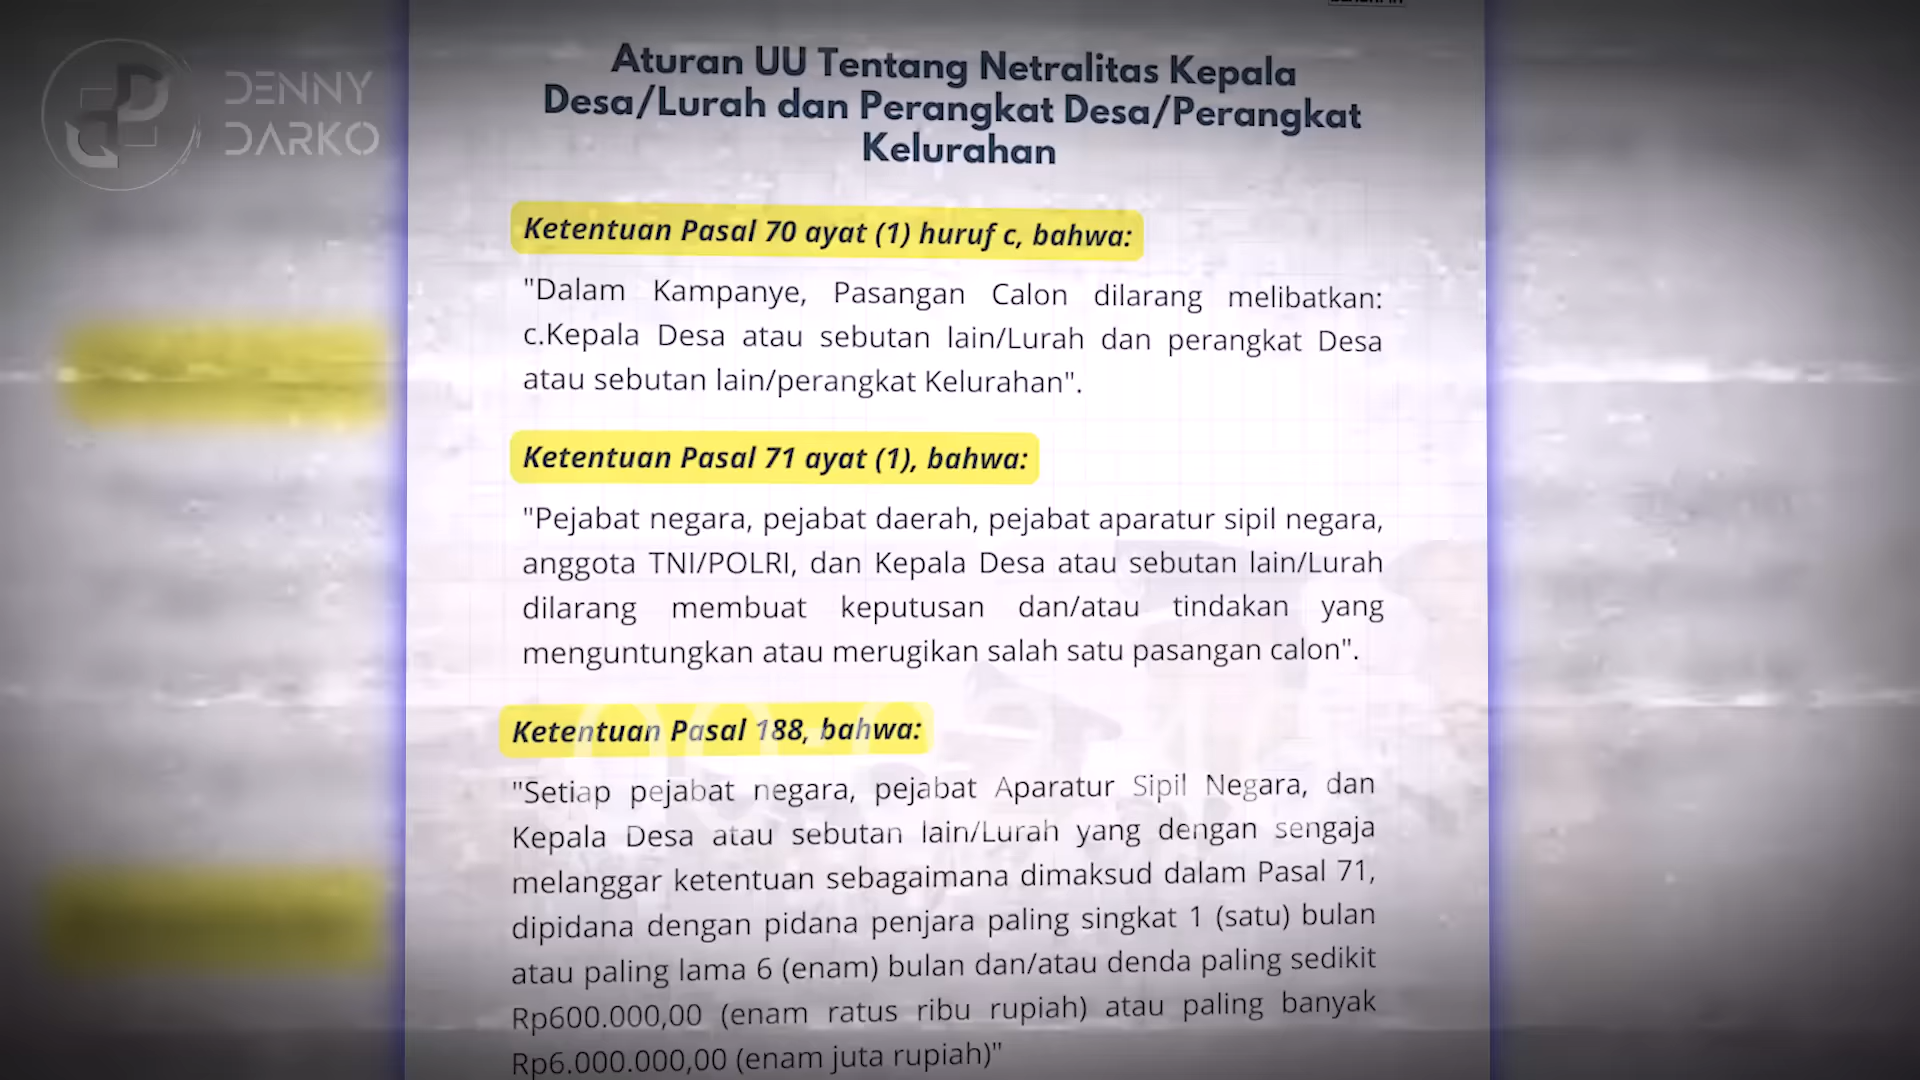 DENNY
DARKO
Aturan UU Tentang Netralitas Kepala
Desa/Lurah dan Perangkat Desa/Perangkat
Kelurahan
Ketentuan Pasal 70 ayat (1) huruf c, bahwa:
"Dalam Kampanye, Pasangan Calon dilarang melibatkan:
c.Kepala Desa atau sebutan lain/Lurah dan perangkat Desa
atau sebutan lain/perangkat Kelurahan".
Ketentuan Pasal 71 ayat (1), bahwa:
"Pejabat negara, pejabat daerah, pejabat aparatur sipil negara,
anggota TNI/POLRI, dan Kepala Desa atau sebutan lain/Lurah
dilarang membuat keputusan dan/atau tindakan yang
menguntungkan atau merugikan salah satu pasangan calon".
Ketentuan Pasal 188, bahwa:
"Setiap pejabat negara, pejabat Aparatur Sipil Negara, dan
Kepala Desa atau sebutan lain/Lurah yang dengan sengaja
melanggar ketentuan sebagaimana dimaksud dalam Pasal 71,
dipidana dengan pidana penjara paling singkat 1 (satu) bulan
atau paling lama 6 (enam) bulan dan/atau denda paling sedikit
Rp600.000,00 (enam ratus ribu rupiah) atau paling banyak
Rp6.000.000,00 (enam juta rupiah)"